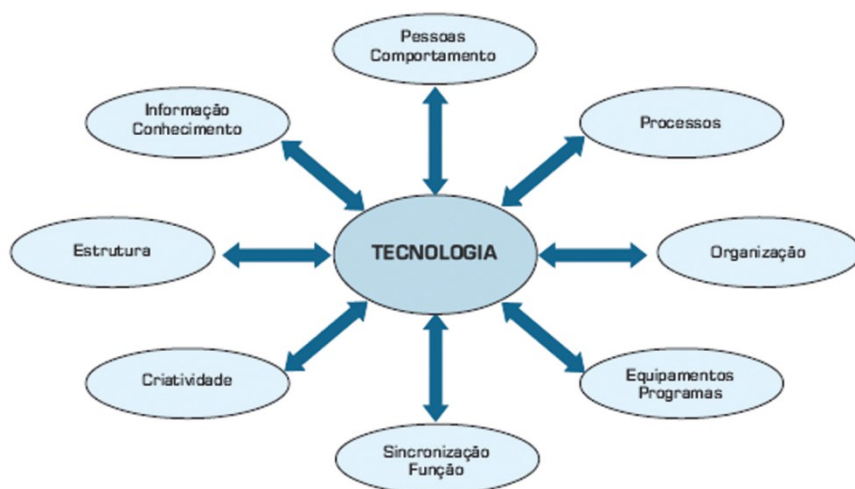 Pessoas
Comportamento
Informação
Conhecimento
Processos
Estrutura
TECNOLOGIA
Organização
Criatividade
Equipamentos
Programas
Sincronização
Função